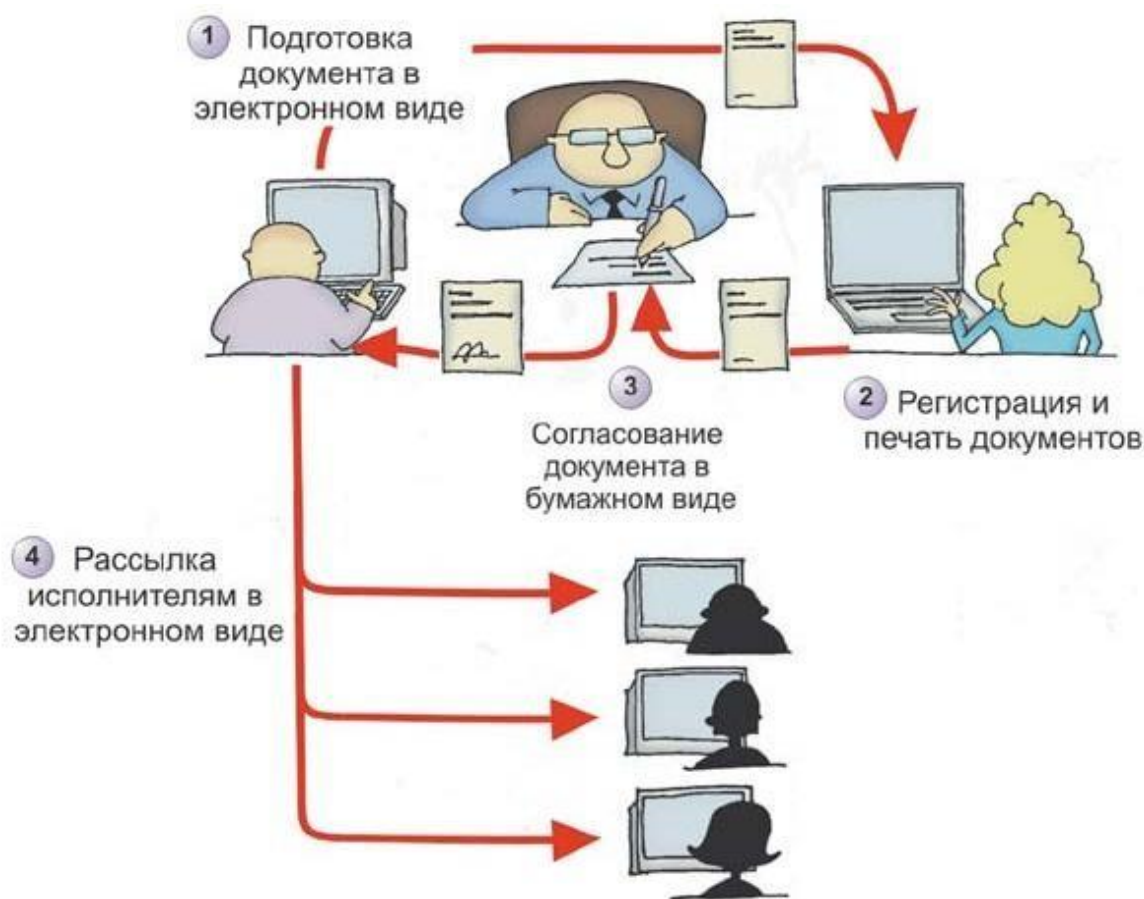 1 Подготовка
документа в
электронном виде
2 Регистрация и
печать документов
3
Согласование
документа в
бумажном виде
4 Рассылка
исполнителям в
электронном виде